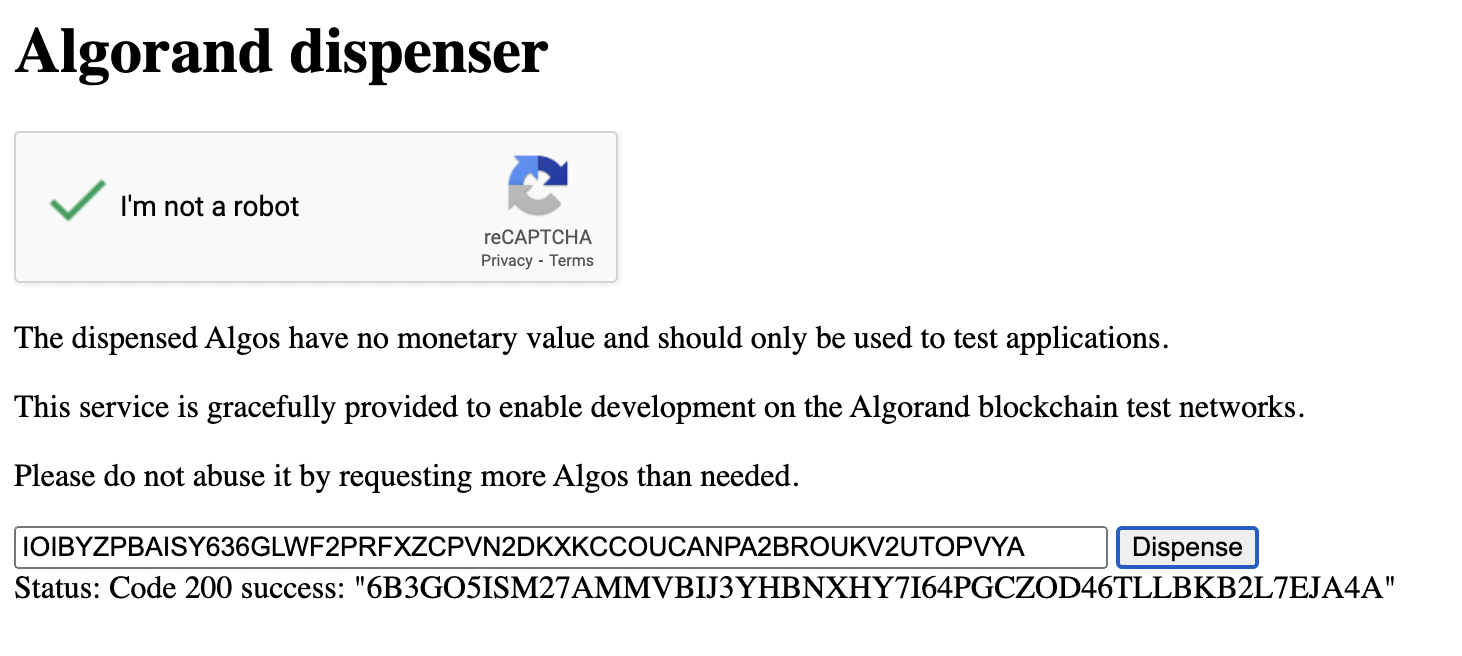 Algorand dispenser
I'm not a robot
reCAPTCHA
Privacy - Terms
The dispensed Algos have no monetary value and should only be used to test applications.
This service is gracefully provided to enable development on the Algorand blockchain test networks.
Please do not abuse it by requesting more Algos than needed.
IOIBYZPBAISY636GLWF2PRFXZCPVN2DKXKCCOUCANPA2BROUKV2UTOPVYA Dispense
Status: Code 200 success: "6B3GO5ISM27AMMVBIJ3YHBNXHY7I64PGCZOD46TLLBKB2L7EJA4A"